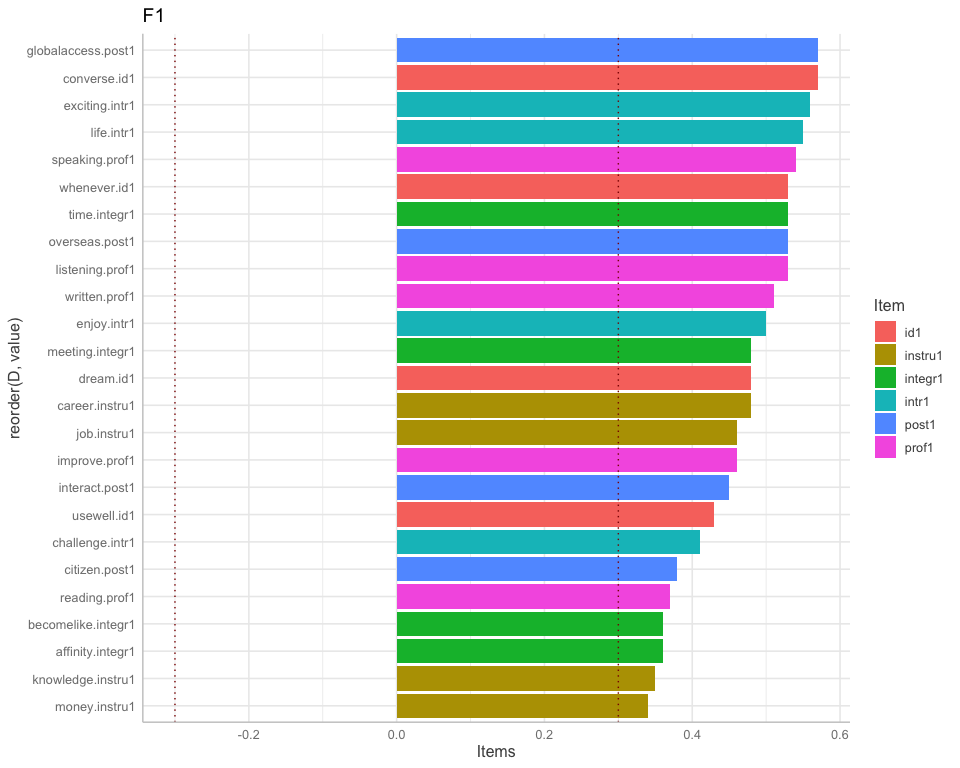 F1
reorder(D, value)
globalaccess.post1
converse.id1
exciting.intr1
life.intr1
speaking.prof1
whenever.id1
time.integr1
overseas.post1
listening.prof1
written.prof1
enjoy.intr1
meeting.integr1
dream.id1
career.instru1
job.instru1
improve.prof1
interact.post1
usewell.id1
challenge.intr1
citizen.post1
reading.prof1
becomelike.integr1
affinity.integr1
knowledge.instru1
money.instru1
-0.2 0.0 0.2 0.4 0.6
Items
Item
id1
instru1
integr1
intr1
post1
prof1